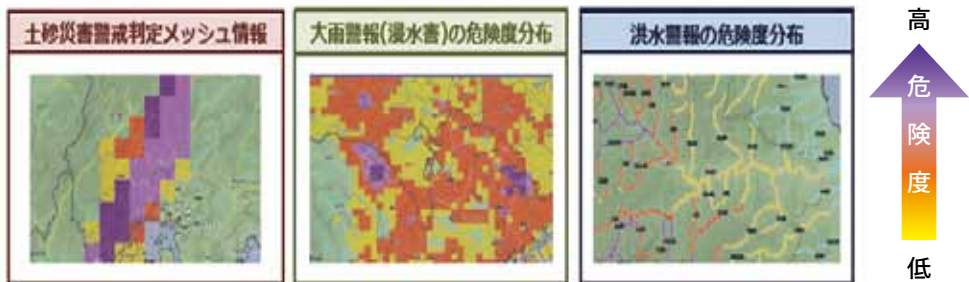 土砂災害警戒判定メッシュ情報
大雨警報(浸水害)の危険度分布
洪水警報の危険度分布
高
危険度
低